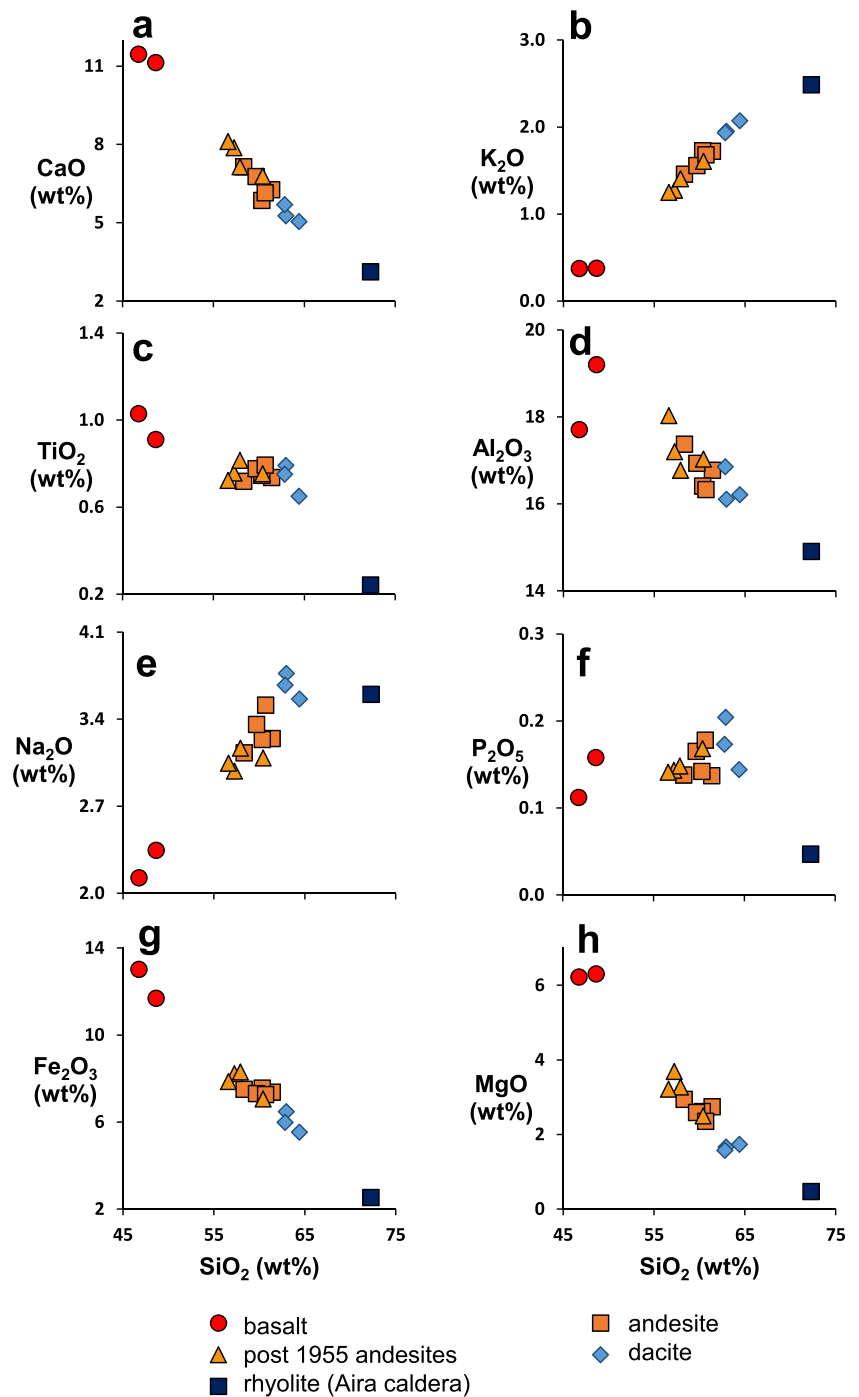 a
11
8
5
2
CaO
(wt%)
b
3.0
2.0
1.0
0.0
K₂O
(wt%)
c
1.4
1.0
0.6
0.2
TiO₂
(wt%)
d
20
18
16
14
Al₂O₃
(wt%)
e
4.1
3.4
2.7
2.0
Na₂O
(wt%)
f
0.3
0.2
0.1
0.0
P₂O₅
(wt%)
g
14
10
6
2
Fe₂O₃
(wt%)
45 55 65 75
SiO₂ (wt%)
h
6
4
2
0
MgO
(wt%)
45 55 65 75
SiO₂ (wt%)
basalt
post 1955 andesites
rhyolite (Aira caldera)
andesite
dacite